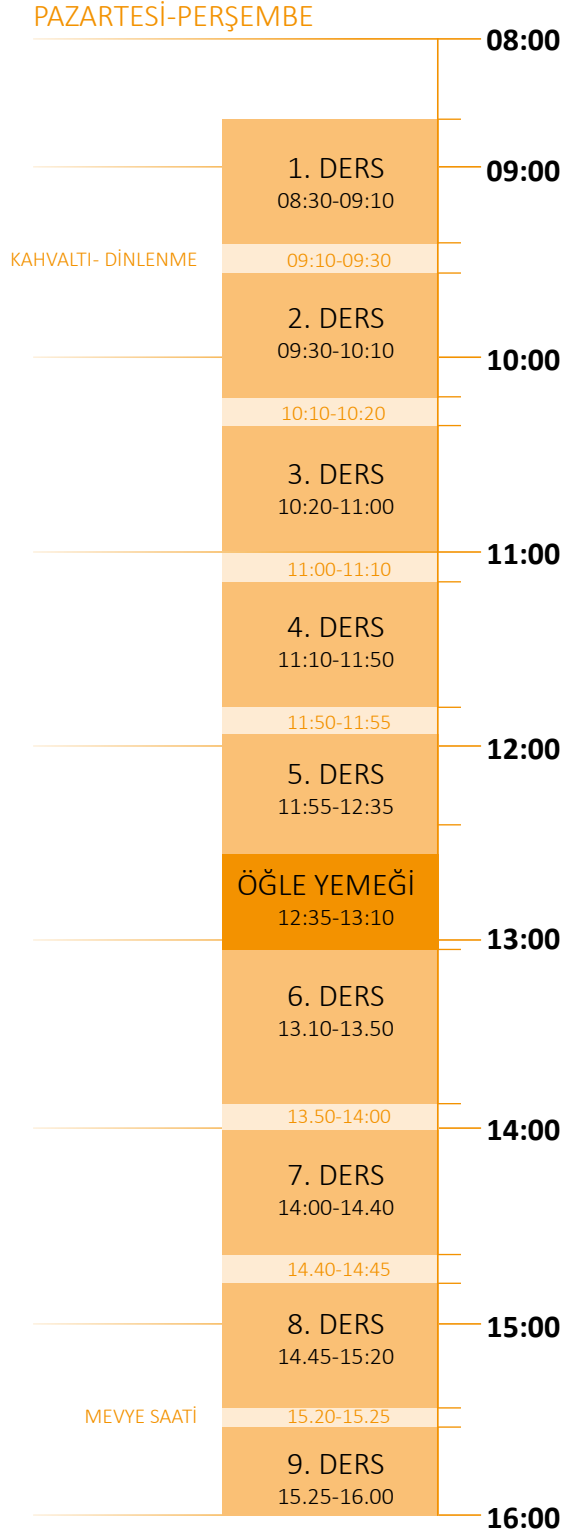 PAZARTESİ-PERŞEMBE
08:00
1. DERS
08:30-09:10
09:00
KAHVALTI- DİNLENME
09:10-09:30
2. DERS
09:30-10:10
10:00
10:10-10:20
3. DERS
10:20-11:00
11:00
11:00-11:10
4. DERS
11:10-11:50
11:50-11:55
12:00
5. DERS
11:55-12:35
ÖĞLE YEMEĞİ
12:35-13:10
13:00
6. DERS
13.10-13.50
13.50-14:00
14:00
7. DERS
14:00-14.40
14.40-14:45
8. DERS
14.45-15:20
15:00
MEVYE SAATİ
15.20-15.25
9. DERS
15.25-16.00
16:00